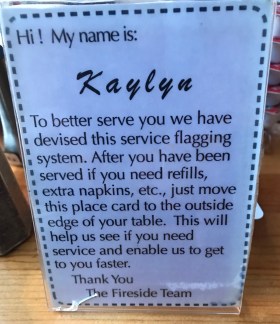 Hi! My name is:
Kaylyn
To better serve you we have
devised this service flagging
system. After you have been
served if you need refills,
extra napkins, etc., just move
this place card to the outside
edge of your table. This will
help us see if you need
service and enable us to get
to you faster.
Thank You
The Fireside Team